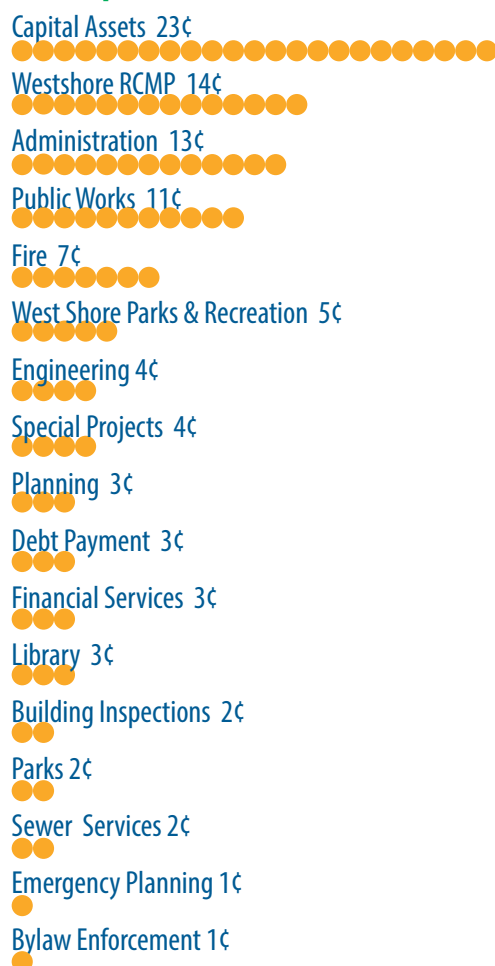 Capital Assets 23¢
Westshore RCMP 14¢
Administration 13¢
Public Works 11¢
Fire 7¢
West Shore Parks & Recreation 5¢
Engineering 4¢
Special Projects 4¢
Planning 3¢
Debt Payment 3¢
Financial Services 3¢
Library 3¢
Building Inspections 2¢
Parks 2¢
Sewer Services 2¢
Emergency Planning 1¢
Bylaw Enforcement 1¢